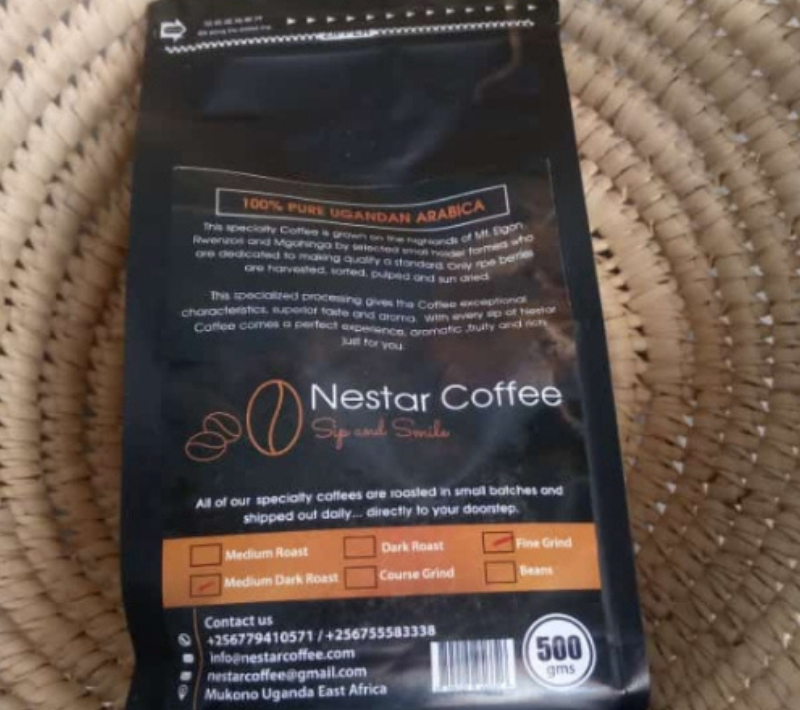 100% PURE UGANDAN ARABICA
This specialty Coffee is grown on the highlands of Mt. Elgon,
Rwenzori and Mgahinga by selected small holder formed who
are dedicated to making quality a standard. Only ripe berries
are harvested, sorted, pulped and sun dried.
This specialized processing gives the Coffee exceptional
characteristics, superior taste and aroma. With every sip of Nestar
Coffee comes a perfect experience, aromatic ,fruity and rich,
just for you.
Nestar Coffee
Sip and Smile
All of our specialty coffees are roasted in small batches and
shipped out daily... directly to your doorstep.
Medium Roast Dark Roast Fine Grind
Medium Dark Roast Course Grind Beans
Contact us
+256779410571 / +256755583338
info@nestarcoffee.com
nestarcoffee@gmail.com
Mukono Uganda East Africa
500
gms